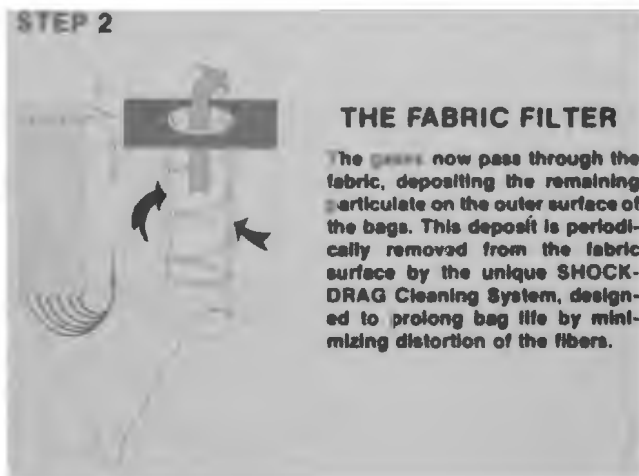 STEP 2
THE FABRIC FILTER
The gases now pass through the
fabric, depositing the remaining
particulate on the outer surface of
the bags. This deposit is periodi-
cally removed from the fabric
surface by the unique SHOCK-
DRAG Cleaning System, design-
ed to prolong bag life by mini-
mizing distortion of the fibers.